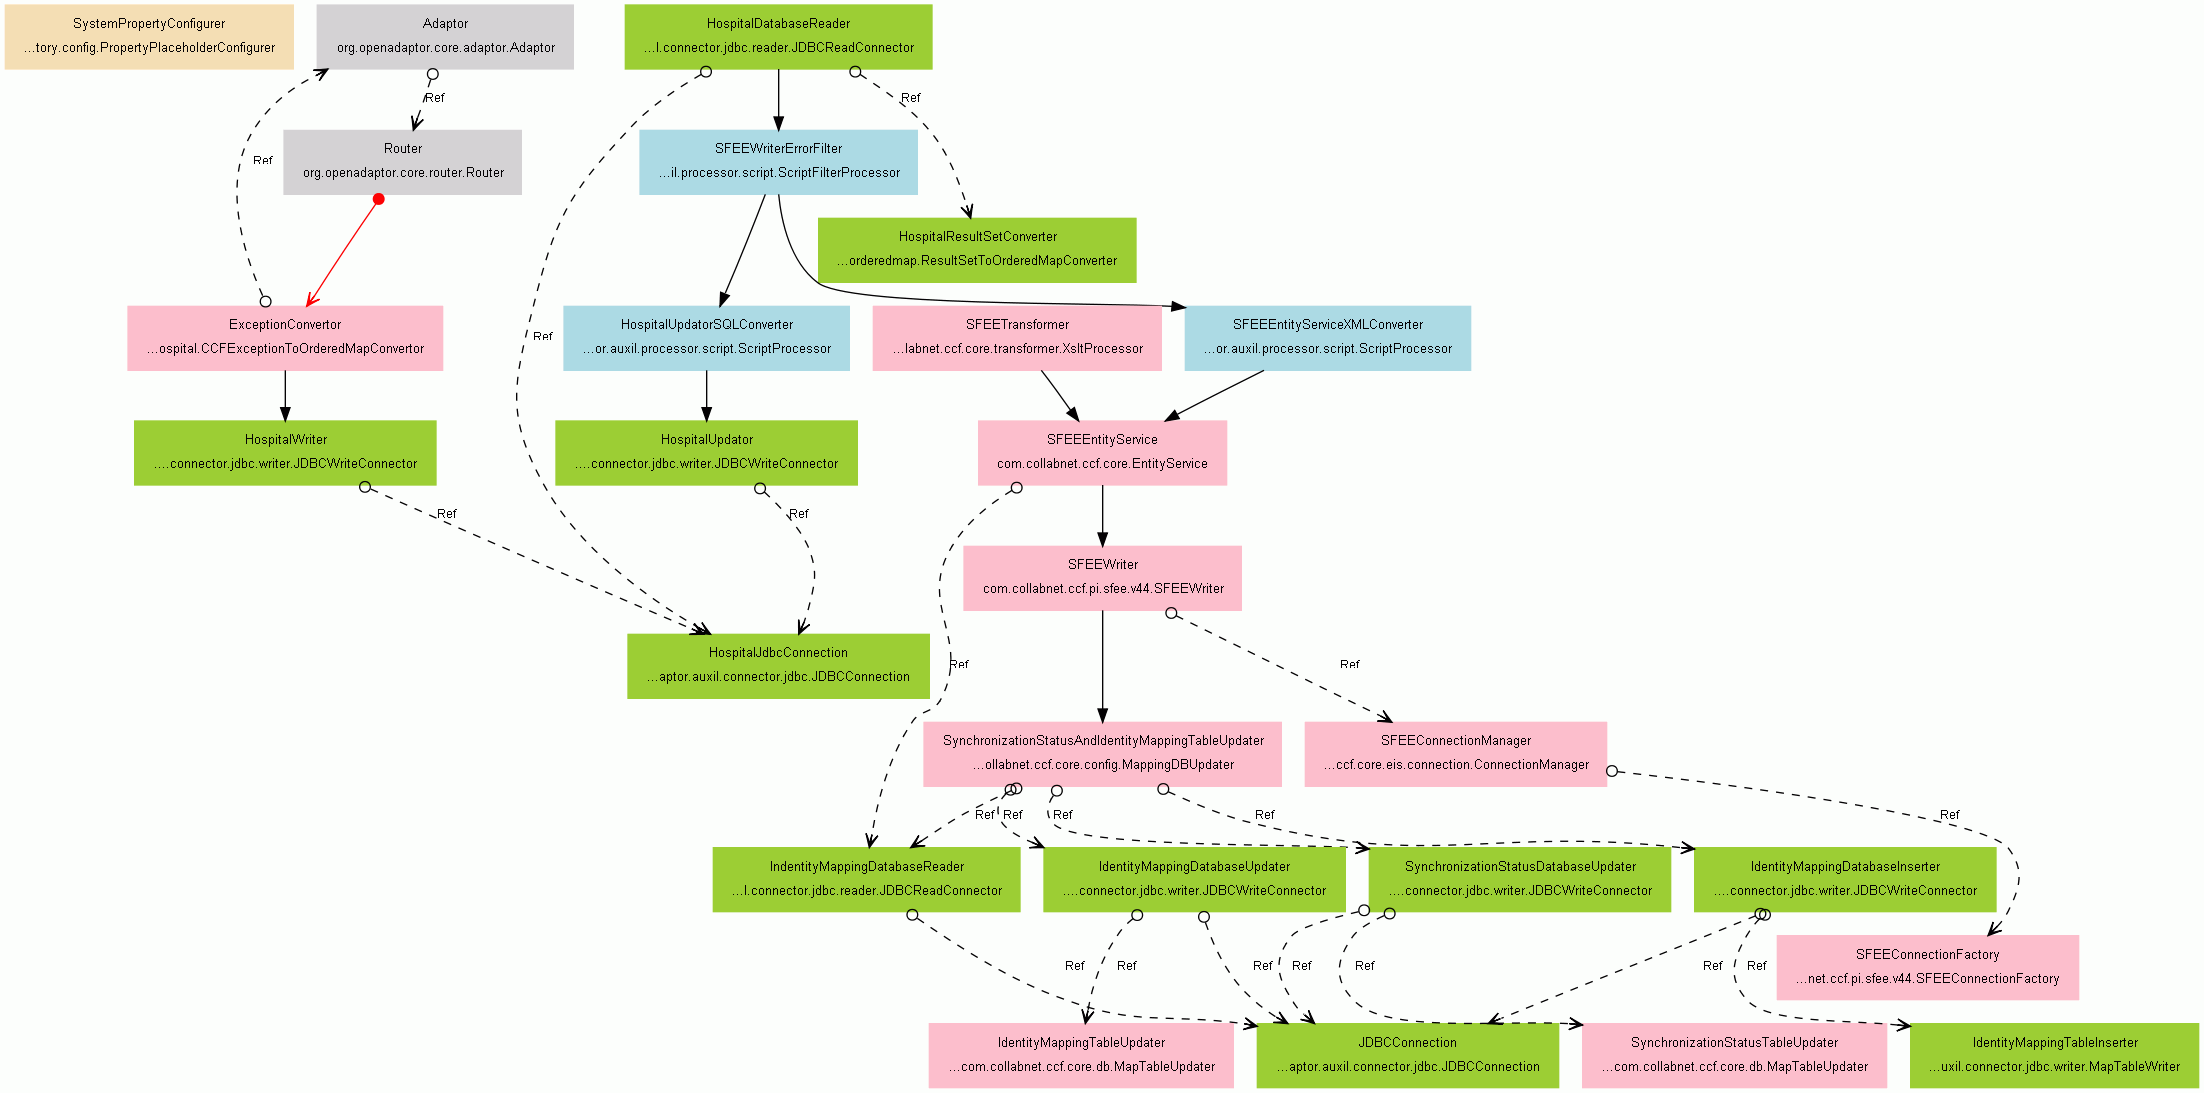 SystemPropertyConfigurer
...tory.config.PropertyPlaceholderConfigurer
Adaptor
org.openadaptor.core.adaptor.Adaptor
HospitalDatabaseReader
...l.connector.jdbc.reader.JDBCReadConnector
Ref
Ref
Router
org.openadaptor.core.router.Router
SFEEWriterErrorFilter
...il.processor.script.ScriptFilterProcessor
Ref
HospitalResultSetConverter
...orderedmap.ResultSetToOrderedMapConverter
ExceptionConvertor
...ospital.CCFExceptionToOrderedMapConvertor
Ref
HospitalUpdatorSQLConverter
...or.auxil.processor.script.ScriptProcessor
SFEETransformer
...labnet.ccf.core.transformer.XsltProcessor
SFEEEntityServiceXMLConverter
...or.auxil.processor.script.ScriptProcessor
HospitalWriter
....connector.jdbc.writer.JDBCWriteConnector
HospitalUpdator
....connector.jdbc.writer.JDBCWriteConnector
SFEEEntityService
com.collabnet.ccf.core.EntityService
Ref
Ref
SFEEWriter
com.collabnet.ccf.pi.sfee.v44.SFEEWriter
HospitalJdbcConnection
...aptor.auxil.connector.jdbc.JDBCConnection
Ref
Ref
SynchronizationStatusAndIdentityMappingTableUpdater
...ollabnet.ccf.core.config.MappingDBUpdater
SFEEConnectionManager
...ccf.core.eis.connection.ConnectionManager
Ref
Ref
Ref
Ref
Ref
IndentityMappingDatabaseReader
...l.connector.jdbc.reader.JDBCReadConnector
IdentityMappingDatabaseUpdater
....connector.jdbc.writer.JDBCWriteConnector
SynchronizationStatusDatabaseUpdater
....connector.jdbc.writer.JDBCWriteConnector
IdentityMappingDatabaseInserter
....connector.jdbc.writer.JDBCWriteConnector
Ref
Ref
Ref
Ref
Ref
Ref
Ref
SFEEConnectionFactory
...net.ccf.pi.sfee.v44.SFEEConnectionFactory
IdentityMappingTableUpdater
...com.collabnet.ccf.core.db.MapTableUpdater
JDBCConnection
...aptor.auxil.connector.jdbc.JDBCConnection
SynchronizationStatusTableUpdater
...com.collabnet.ccf.core.db.MapTableUpdater
IdentityMappingTableInserter
...uxil.connector.jdbc.writer.MapTableWriter